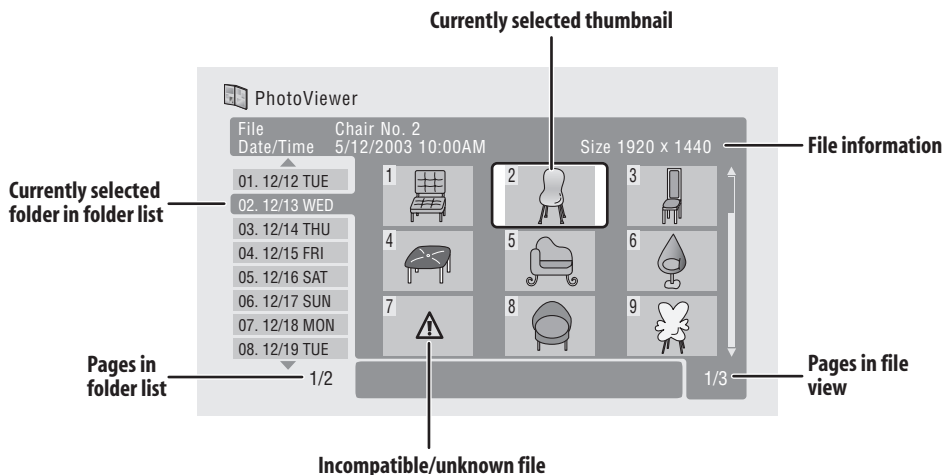 Currently selected thumbnail
PhotoViewer
File Chair No. 2
Date/Time 5/12/2003 10:00AM Size 1920 x 1440
File information
Currently selected
folder in folder list
01. 12/12 TUE
02. 12/13 WED
03. 12/14 THU
04. 12/15 FRI
05. 12/16 SAT
06. 12/17 SUN
07. 12/18 MON
08. 12/19 TUE
1 2 3
4 5 6
7 8 9
Pages in
folder list
1/2
1/3
Pages in file
view
Incompatible/unknown file